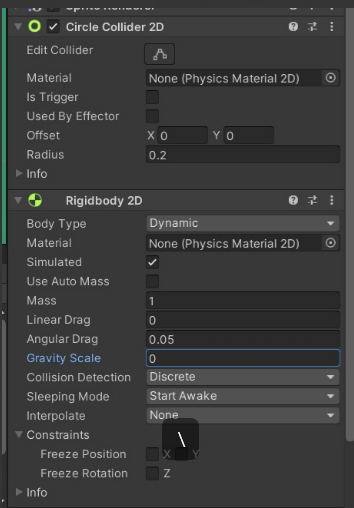 Sprite Renderer
Circle Collider 2D
Edit Collider
Material None (Physics Material 2D)
Is Trigger
Used By Effector
Offset X 0 Y 0
Radius 0.2
Info
Rigidbody 2D
Body Type Dynamic
Material None (Physics Material 2D)
Simulated
Use Auto Mass
Mass 1
Linear Drag 0
Angular Drag 0.05
Gravity Scale 0
Collision Detection Discrete
Sleeping Mode Start Awake
Interpolate None
Constraints
\
Freeze Position X Y
Freeze Rotation Z
Info